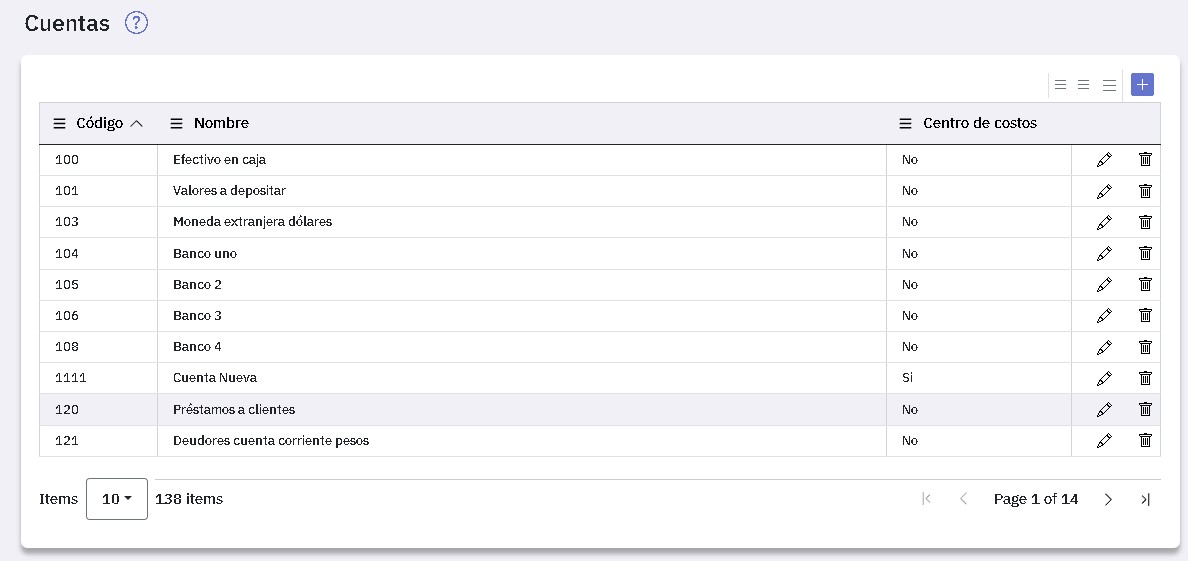 Cuentas ?
Código Nombre Centro de costos
100 Efectivo en caja No
101 Valores a depositar No
103 Moneda extranjera dólares No
104 Banco uno No
105 Banco 2 No
106 Banco 3 No
108 Banco 4 No
1111 Cuenta Nueva Si
120 Préstamos a clientes No
121 Deudores cuenta corriente pesos No
Items 10 138 items Page 1 of 14